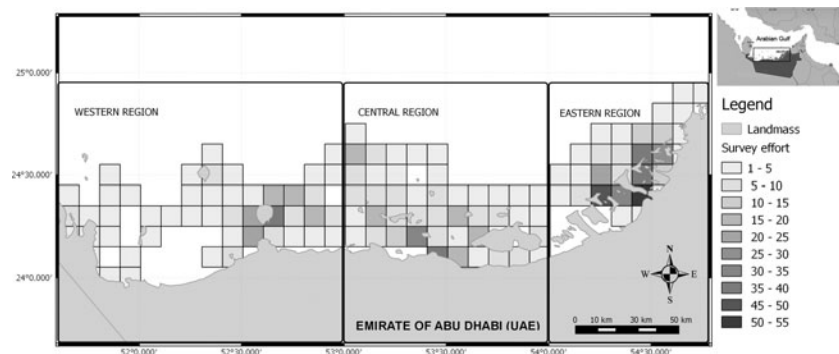 WESTERN REGION
CENTRAL REGION
EASTERN REGION
25°0.000'
24°30.000'
24°0.000'
52°0.000'
52°30.000'
53°0.000'
53°30.000'
54°0.000'
54°30.000'
EMIRATE OF ABU DHABI (UAE)
N
W
E
S
0 10 km 30 km 50 km
Arabian Gulf
Legend
Landmass
Survey effort
1 - 5
5 - 10
10 - 15
15 - 20
20 - 25
25 - 30
30 - 35
35 - 40
45 - 50
50 - 55